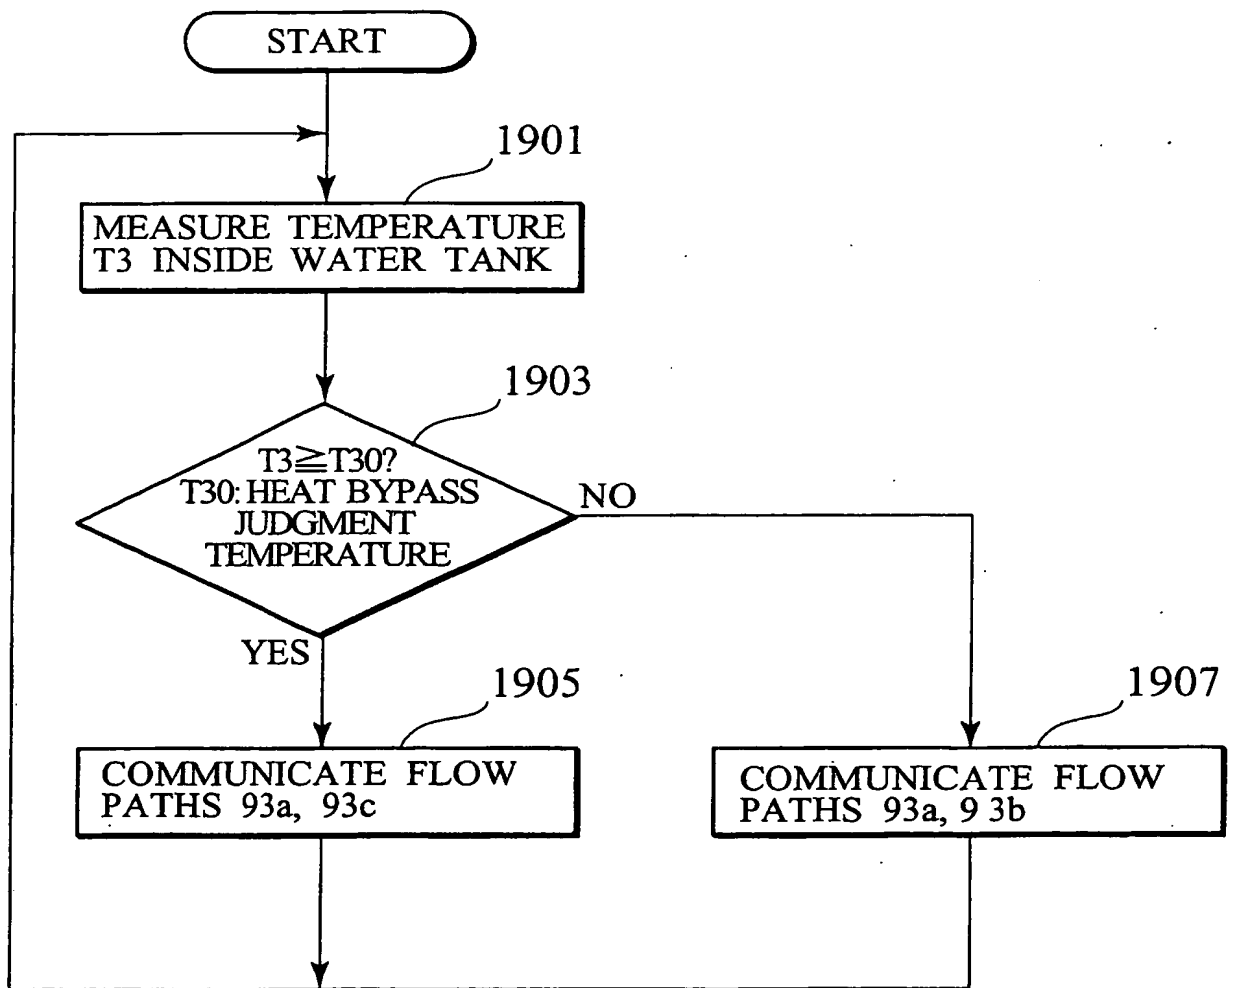 START
1901
MEASURE TEMPERATURE
T3 INSIDE WATER TANK
1903
T3≧T30?
T30: HEAT BYPASS
JUDGMENT
TEMPERATURE
NO
YES
1905
COMMUNICATE FLOW
PATHS 93a, 93c
1907
COMMUNICATE FLOW
PATHS 93a, 9 3b